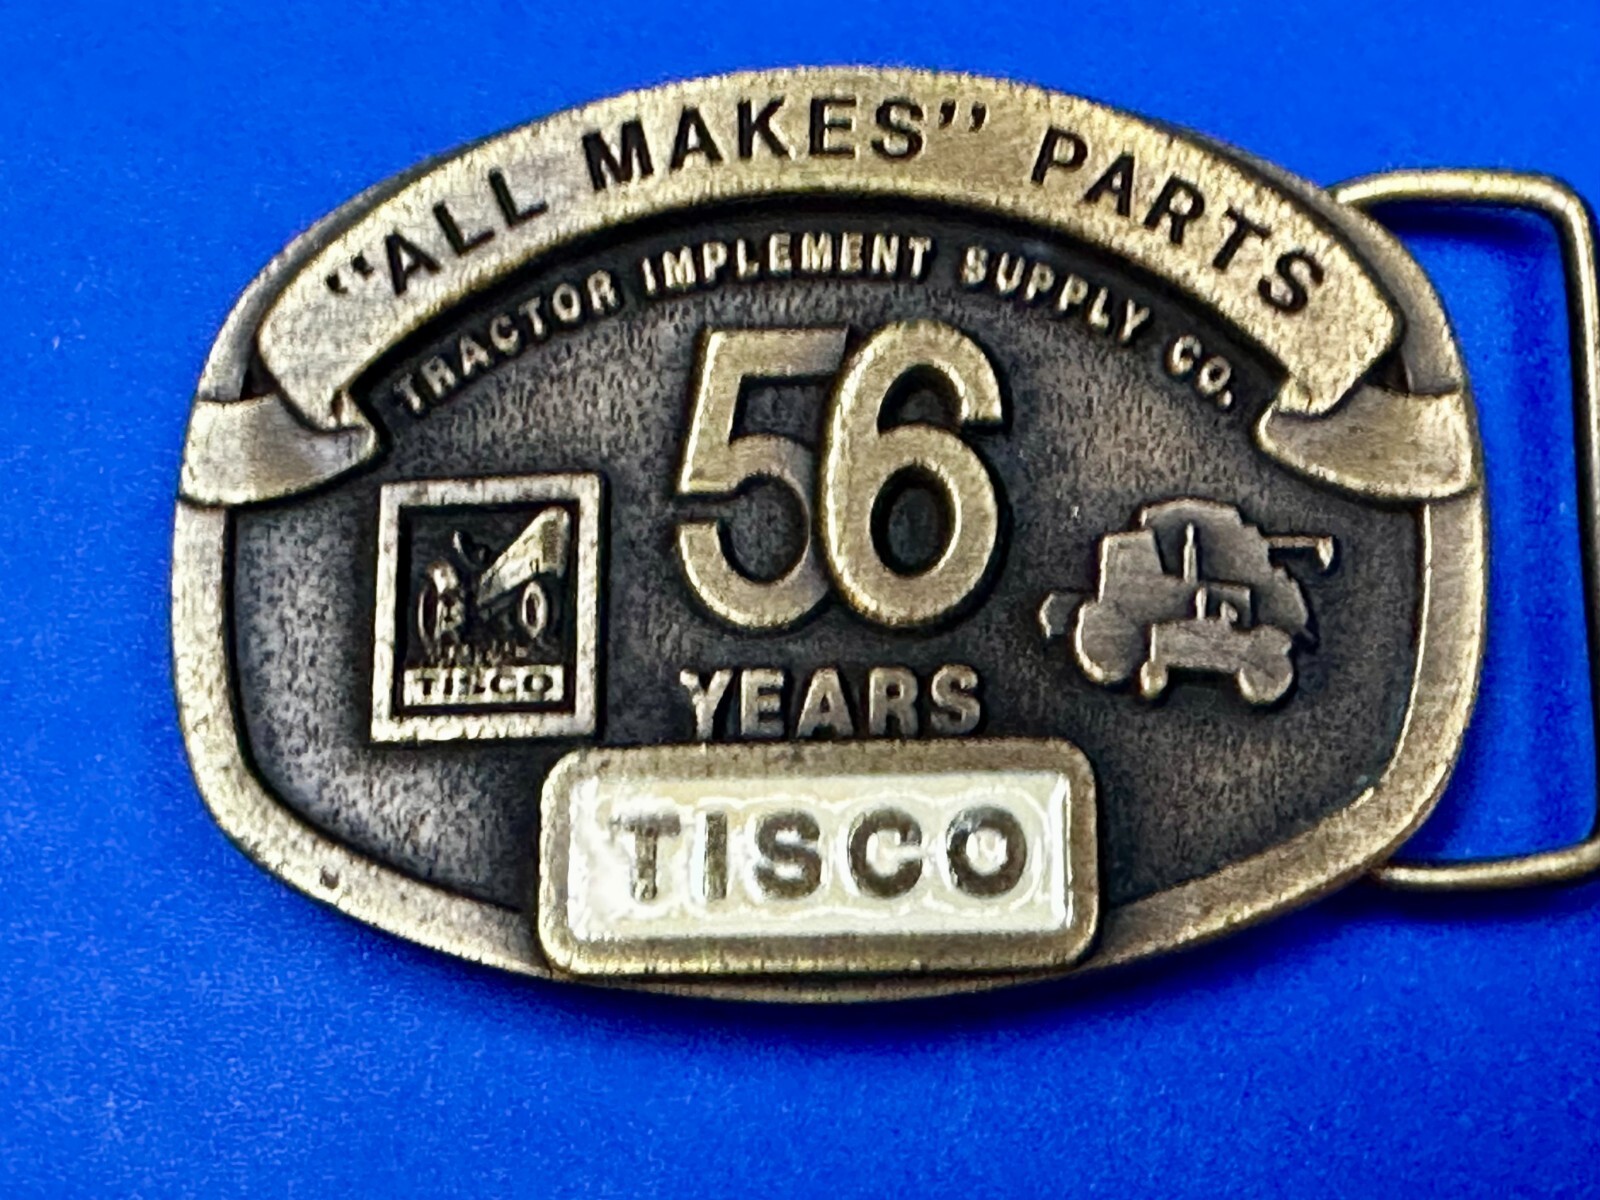 "ALL MAKES" PARTS
TRACTOR IMPLEMENT SUPPLY CO.
56
YEARS
TISCO
TISCO